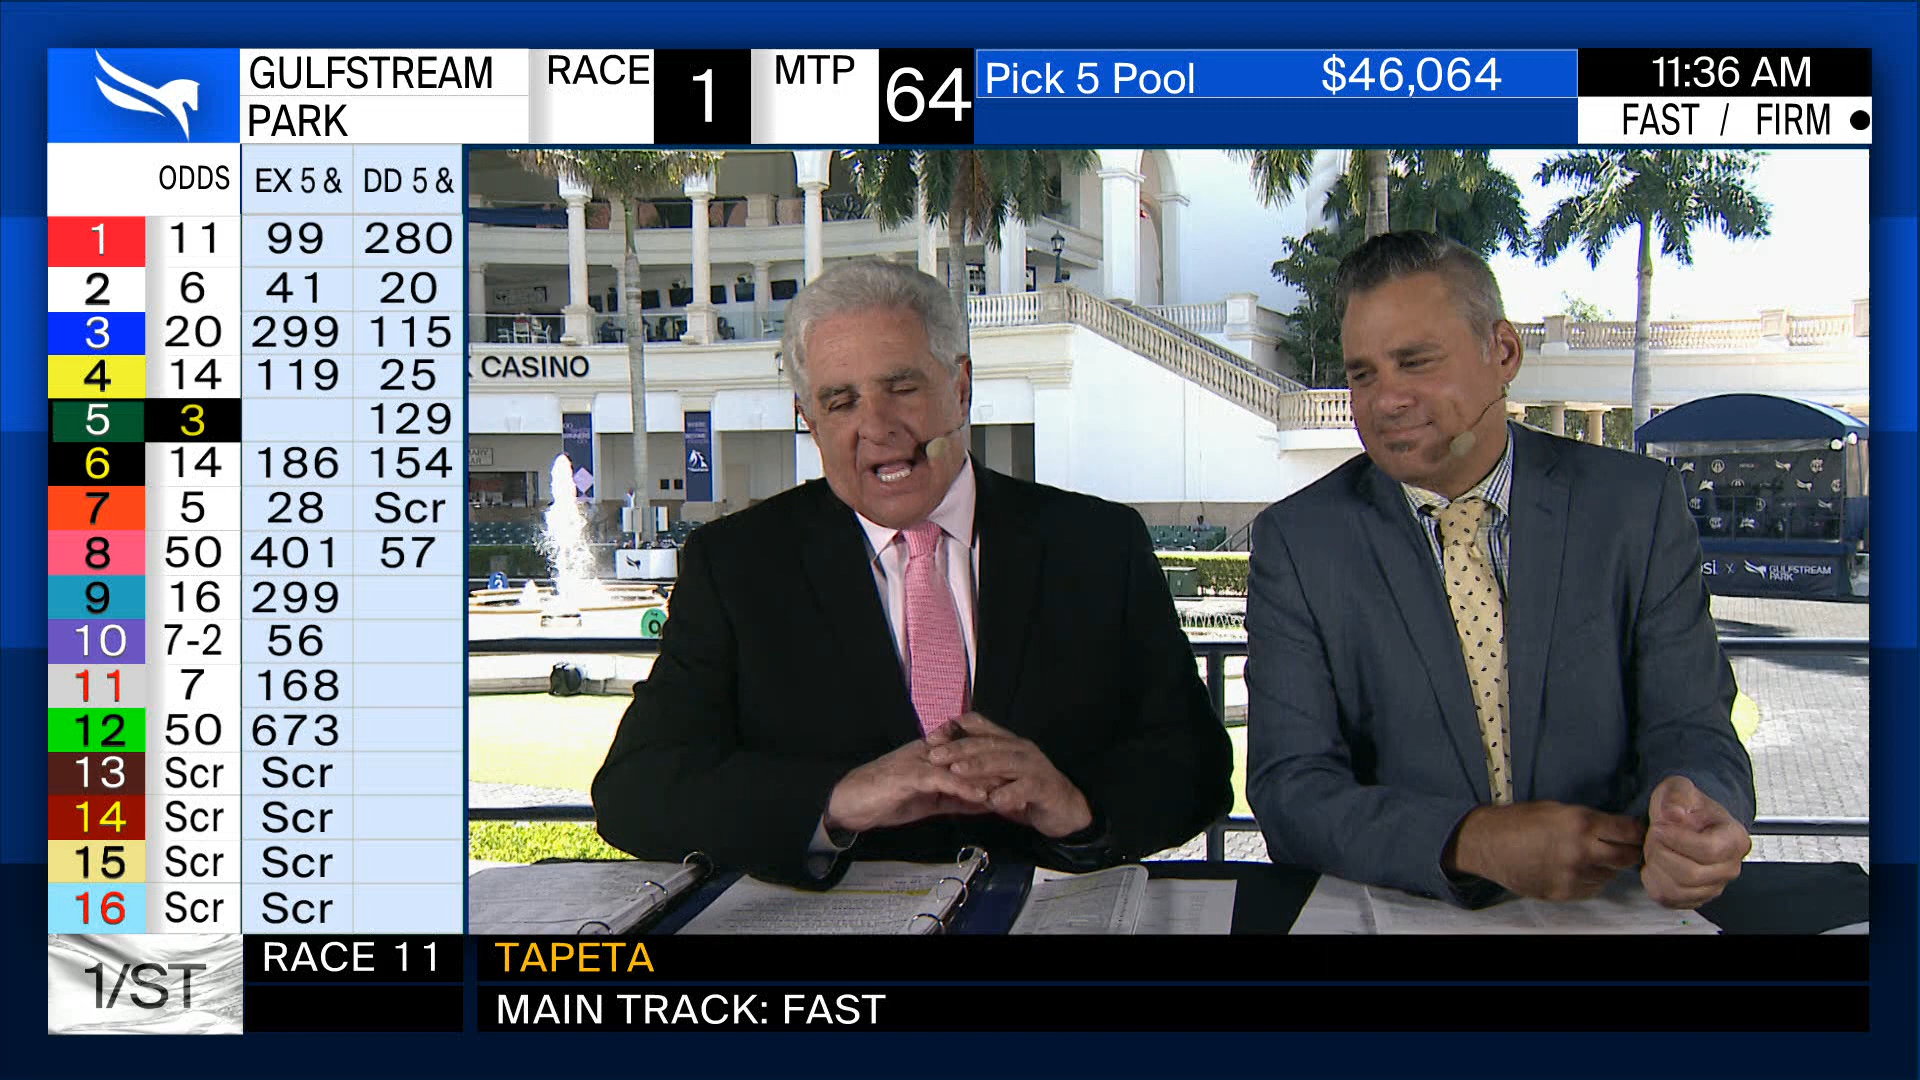 GULFSTREAM PARK
RACE 1
MTP 64
Pick 5 Pool $46,064
11:36 AM
FAST / FIRM
ODDS EX 5 & DD 5 &
1 11 99 280
2 6 41 20
3 20 299 115
4 14 119 25
5 3 129
6 14 186 154
7 5 28 Scr
8 50 401 57
9 16 299
10 7-2 56
11 7 168
12 50 673
13 Scr Scr
14 Scr Scr
15 Scr Scr
16 Scr Scr
CASINO
GULFSTREAM
PARK
1/ST
RACE 11
TAPETA
MAIN TRACK: FAST